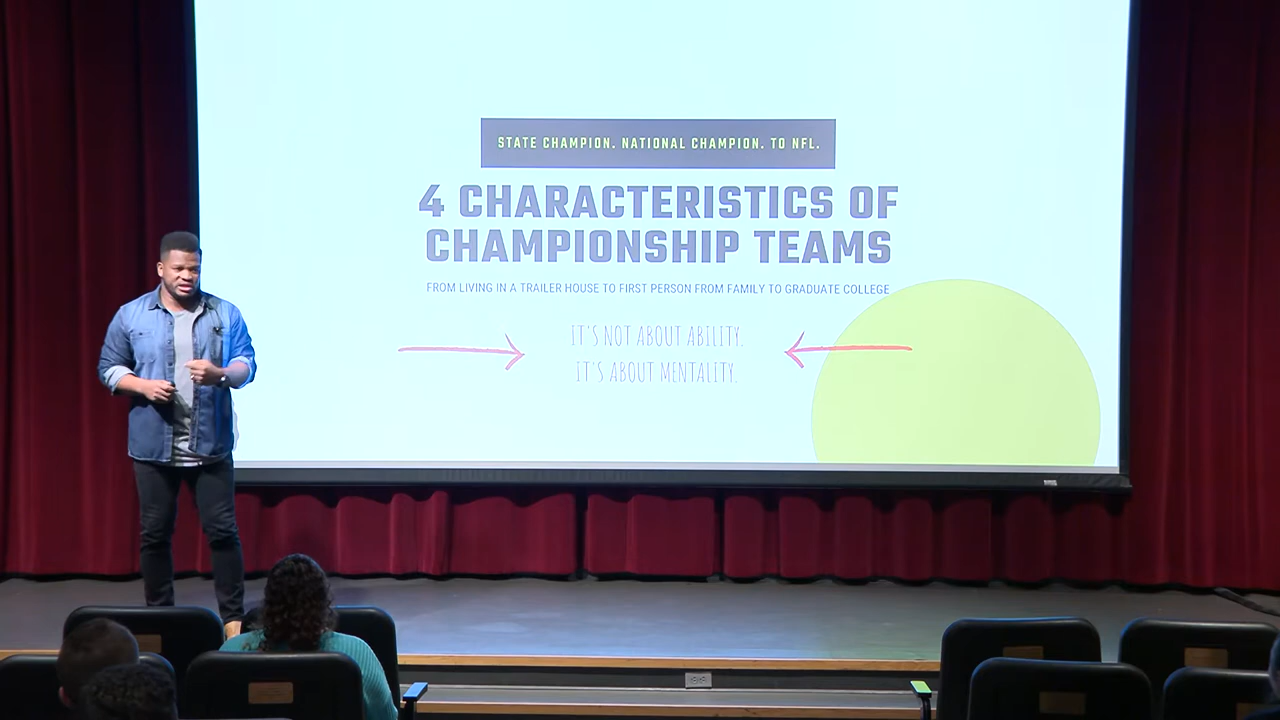 STATE CHAMPION. NATIONAL CHAMPION. TO NFL.
4 CHARACTERISTICS OF
CHAMPIONSHIP TEAMS
FROM LIVING IN A TRAILER HOUSE TO FIRST PERSON FROM FAMILY TO GRADUATE COLLEGE
IT'S NOT ABOUT ABILITY.
IT'S ABOUT MENTALITY.